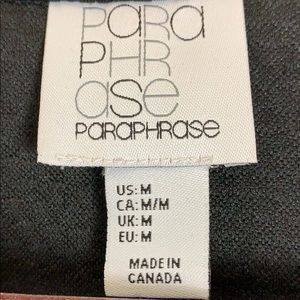 PaRa
PHR
aSe
PaRaPHRaSe
US: M
CA: M/M
UK: M
EU: M
MADE IN
CANADA